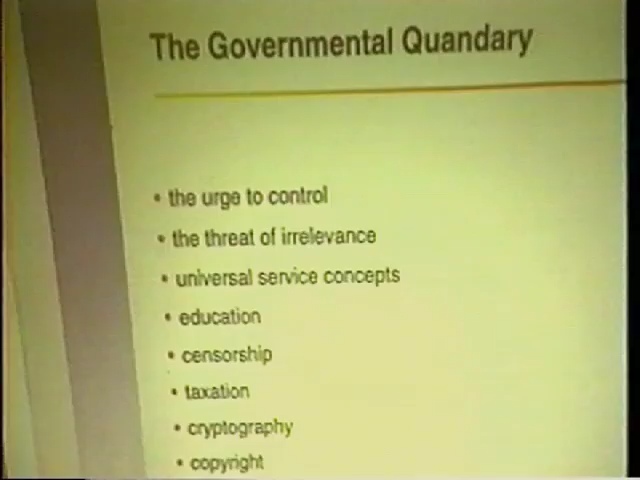 The Governmental Quandary
• the urge to control
• the threat of irrelevance
• universal service concepts
• education
• censorship
• taxation
• cryptography
• copyright